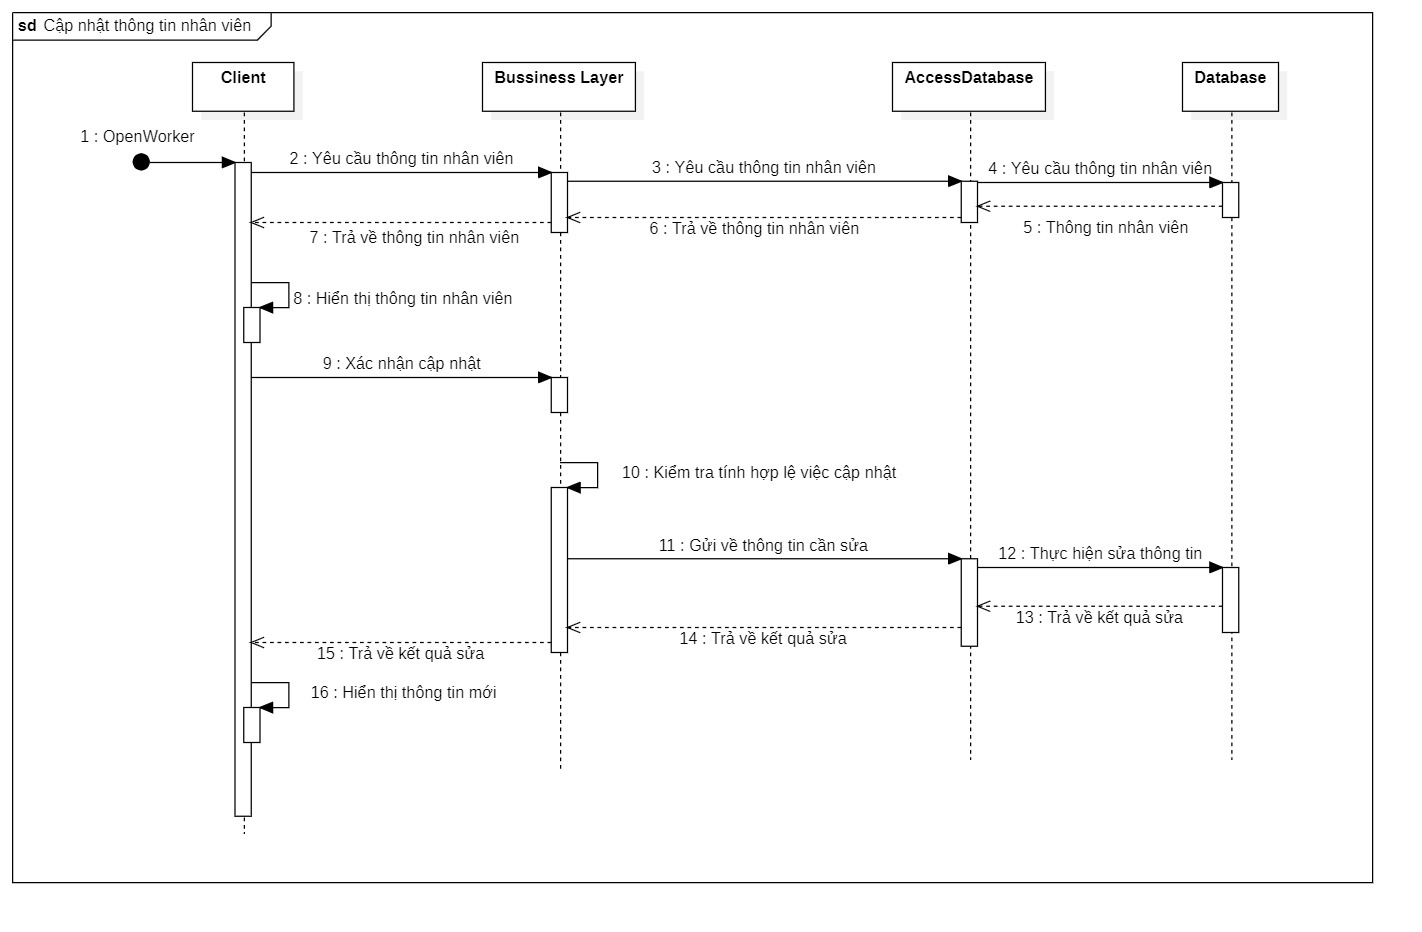 sd Cập nhật thông tin nhân viên
Client
Bussiness Layer
AccessDatabase
Database
1 : OpenWorker
2 : Yêu cầu thông tin nhân viên
3 : Yêu cầu thông tin nhân viên
4 : Yêu cầu thông tin nhân viên
5 : Thông tin nhân viên
6 : Trả về thông tin nhân viên
7 : Trả về thông tin nhân viên
8 : Hiển thị thông tin nhân viên
9 : Xác nhận cập nhật
10 : Kiểm tra tính hợp lệ việc cập nhật
11 : Gửi về thông tin cần sửa
12 : Thực hiện sửa thông tin
13 : Trả về kết quả sửa
14 : Trả về kết quả sửa
15 : Trả về kết quả sửa
16 : Hiển thị thông tin mới